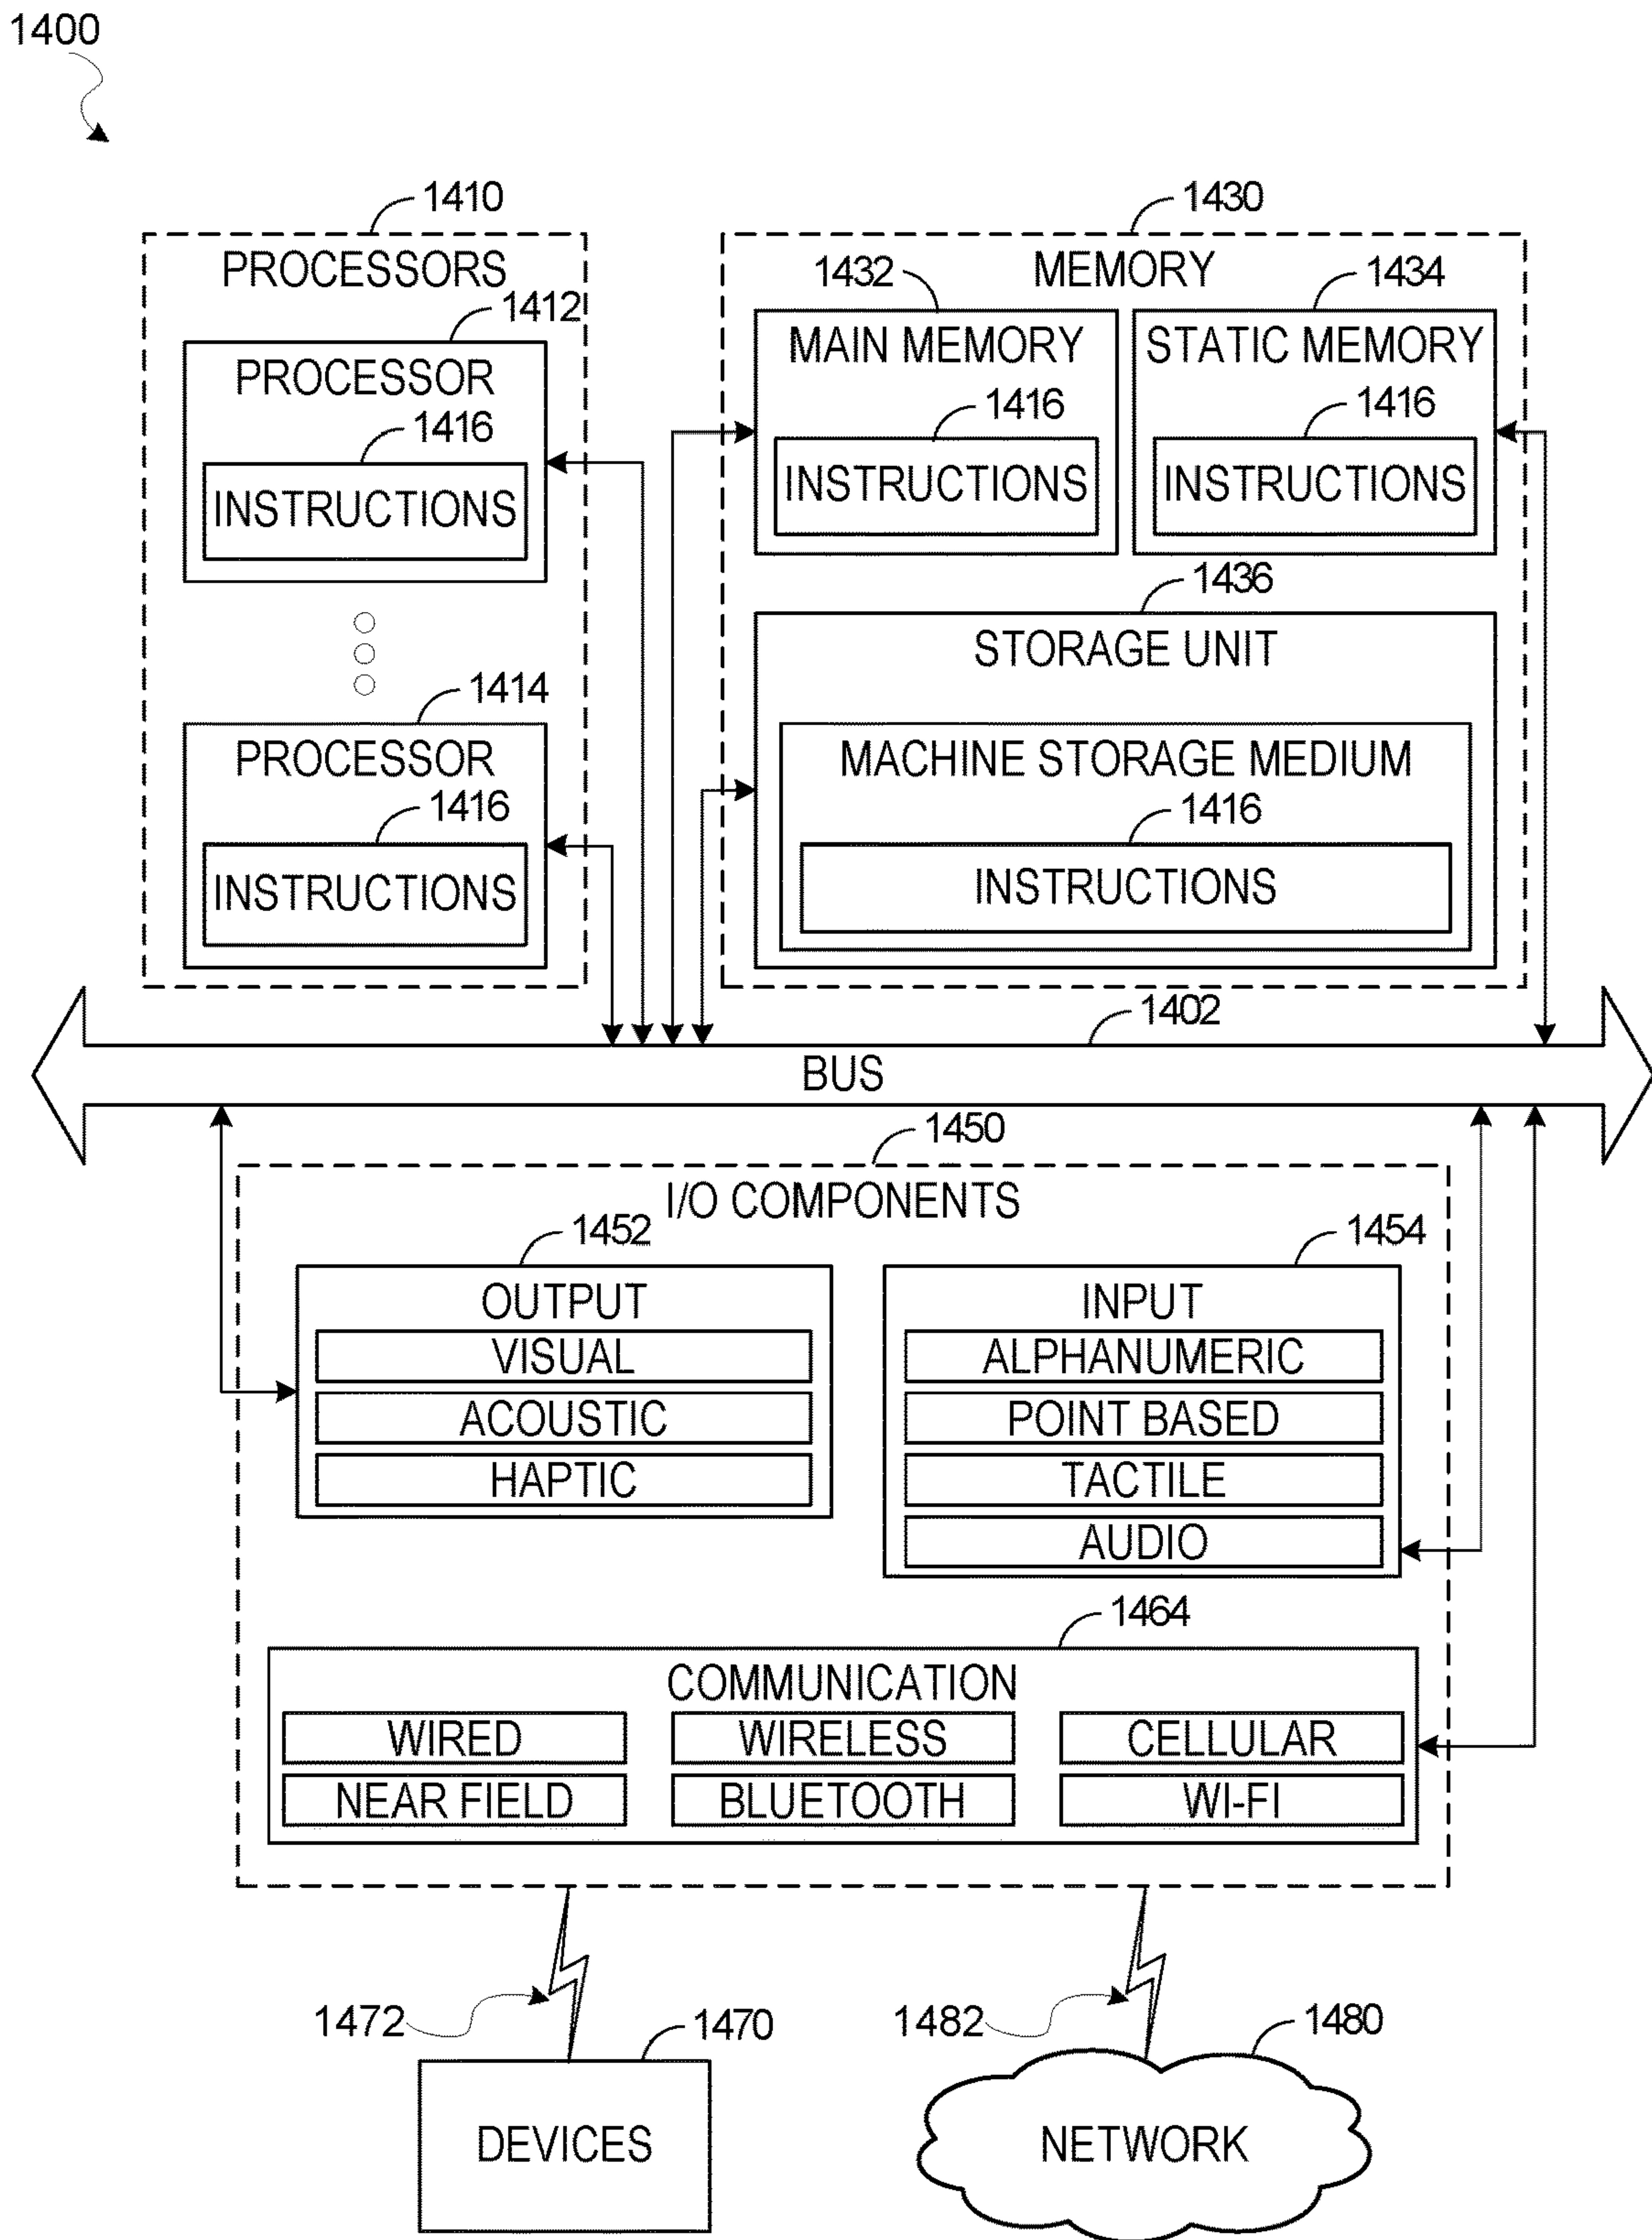 1400
1410
PROCESSORS
1412
PROCESSOR
1416
INSTRUCTIONS
1414
PROCESSOR
1416
INSTRUCTIONS
1430
MEMORY
1432
MAIN MEMORY
1416
INSTRUCTIONS
1434
STATIC MEMORY
1416
INSTRUCTIONS
1436
STORAGE UNIT
MACHINE STORAGE MEDIUM
1416
INSTRUCTIONS
1402
BUS
1450
I/O COMPONENTS
1452
OUTPUT
VISUAL
ACOUSTIC
HAPTIC
1454
INPUT
ALPHANUMERIC
POINT BASED
TACTILE
AUDIO
1464
COMMUNICATION
WIRED
WIRELESS
CELLULAR
NEAR FIELD
BLUETOOTH
WI-FI
1472
1470
DEVICES
1482
1480
NETWORK